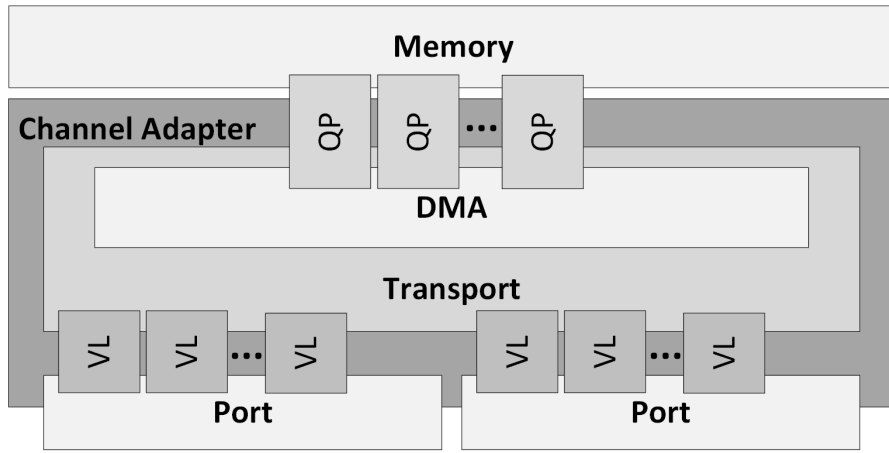 Memory
Channel Adapter
QP QP ... QP
DMA
Transport
VL VL ... VL VL VL ... VL
Port Port